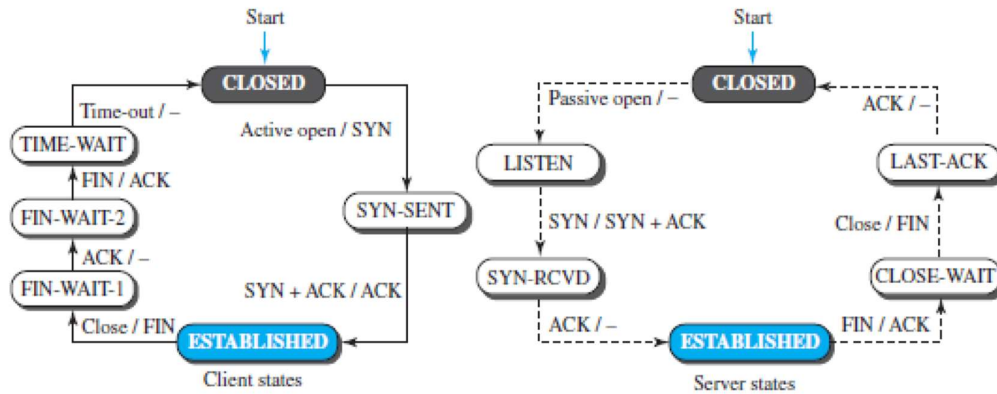 Start
CLOSED
Time-out / –
Active open / SYN
TIME-WAIT
FIN / ACK
FIN-WAIT-2
SYN-SENT
ACK / –
FIN-WAIT-1
SYN + ACK / ACK
Close / FIN
ESTABLISHED
Client states
Start
CLOSED
Passive open / –
ACK / –
LISTEN
LAST-ACK
SYN / SYN + ACK
Close / FIN
SYN-RCVD
CLOSE-WAIT
ACK / –
FIN / ACK
ESTABLISHED
Server states